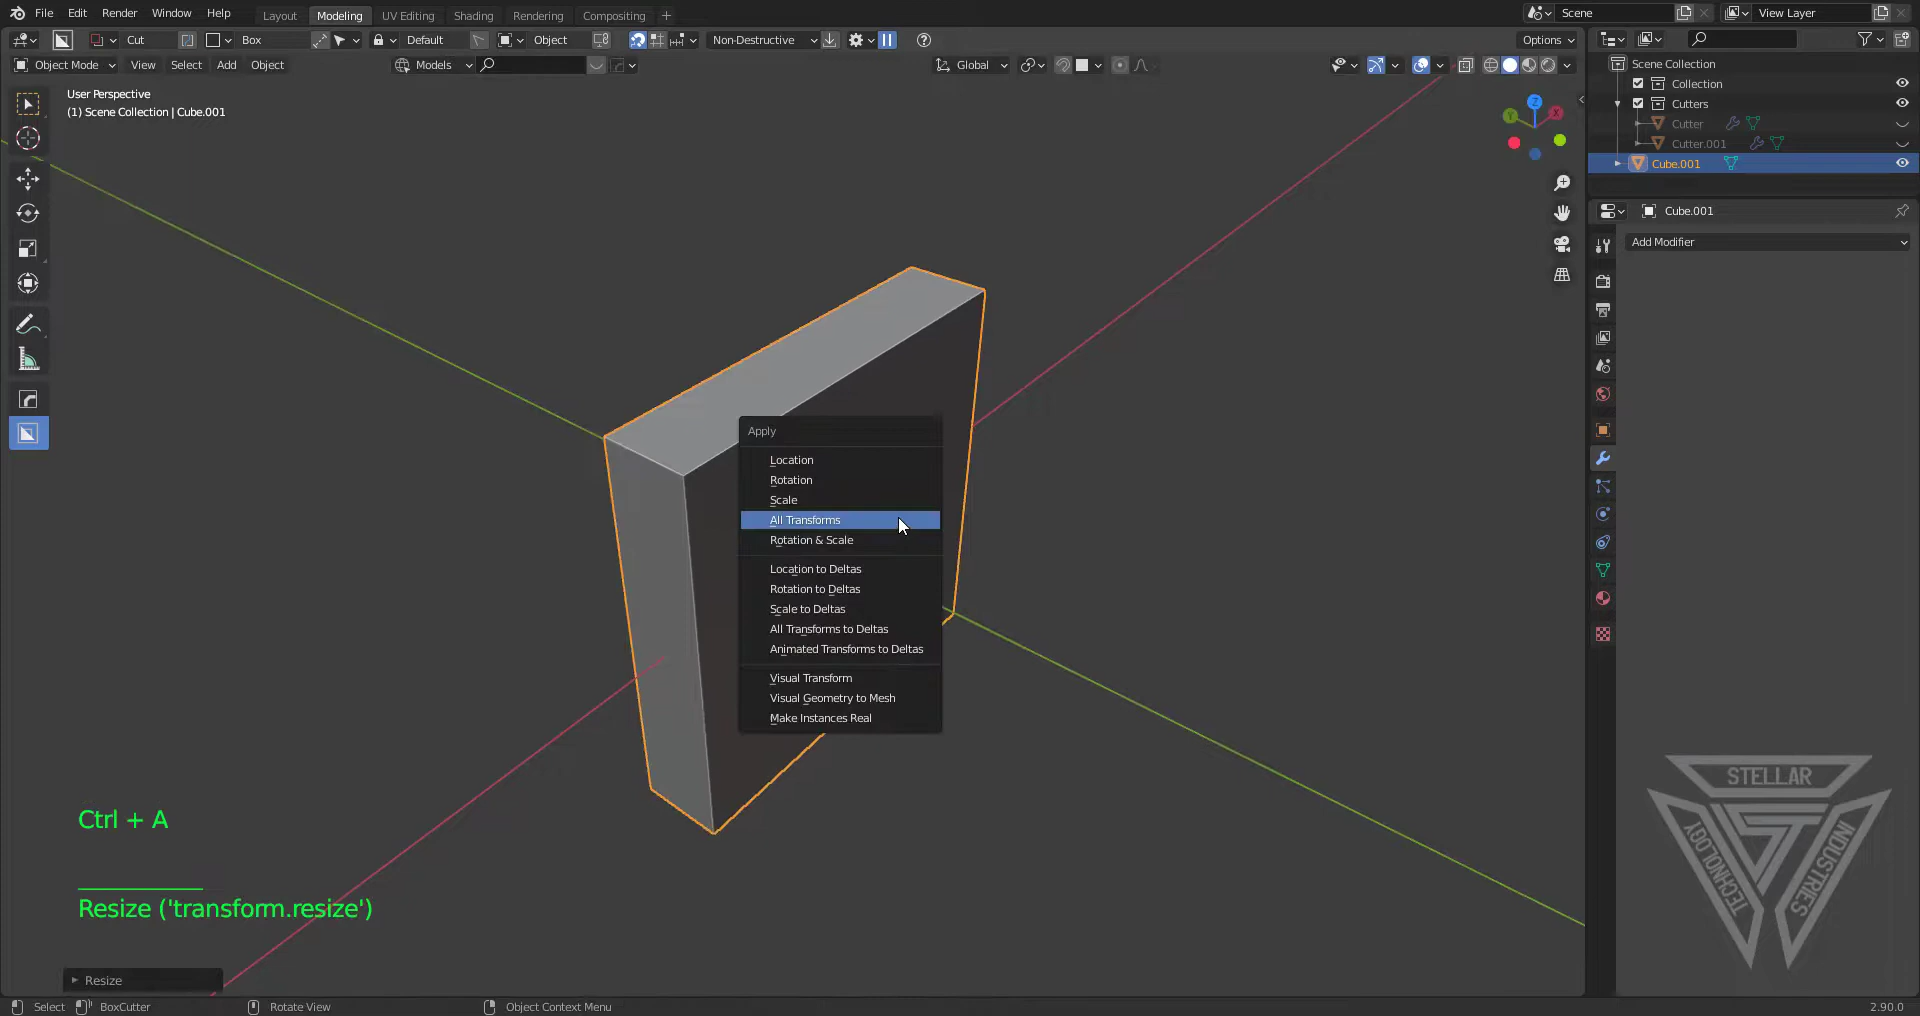 File Edit Render Window Help Layout Modeling UV Editing Shading Rendering Compositing + Scene View Layer
Cut Box Default Object Non-Destructive Options
Object Mode View Select Add Object Models Global
User Perspective
(1) Scene Collection | Cube.001
Scene Collection
Collection
Cutters
Cutter
Cutter.001
Cube.001
Cube.001
Add Modifier
Z
Y
X
Apply
Location
Rotation
Scale
All Transforms
Rotation & Scale
Location to Deltas
Rotation to Deltas
Scale to Deltas
All Transforms to Deltas
Animated Transforms to Deltas
Visual Transform
Visual Geometry to Mesh
Make Instances Real
Ctrl + A
Resize ('transform.resize')
Resize
STELLAR
TECHNOLOGY
INDUSTRIES
Select BoxCutter Rotate View Object Context Menu 2.90.0